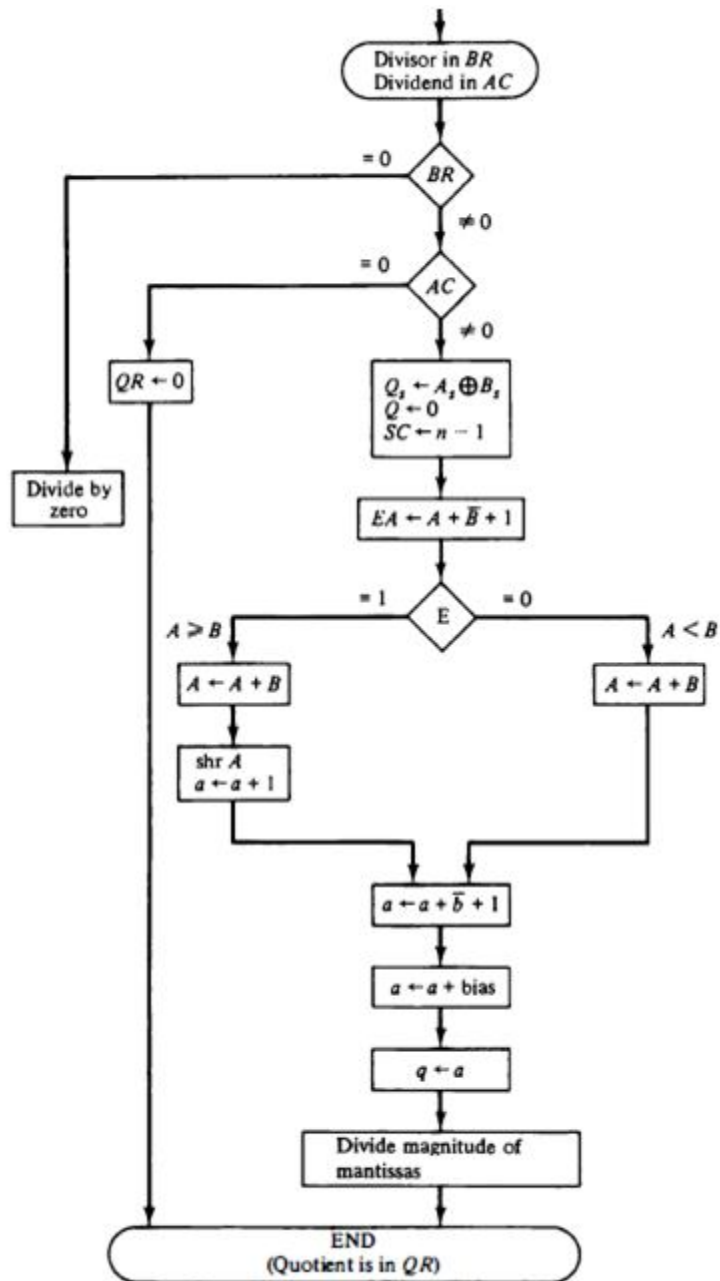 Divisor in BR
Dividend in AC
= 0
BR
≠ 0
= 0
AC
≠ 0
QR ← 0
Qₛ ← Aₛ ⊕ Bₛ
Q ← 0
SC ← n − 1
Divide by
zero
EA ← A + B̅ + 1
= 1
E
= 0
A ⩾ B
A < B
A ← A + B
A ← A + B
shr A
a ← a + 1
a ← a + b̅ + 1
a ← a + bias
q ← a
Divide magnitude of
mantissas
END
(Quotient is in QR)